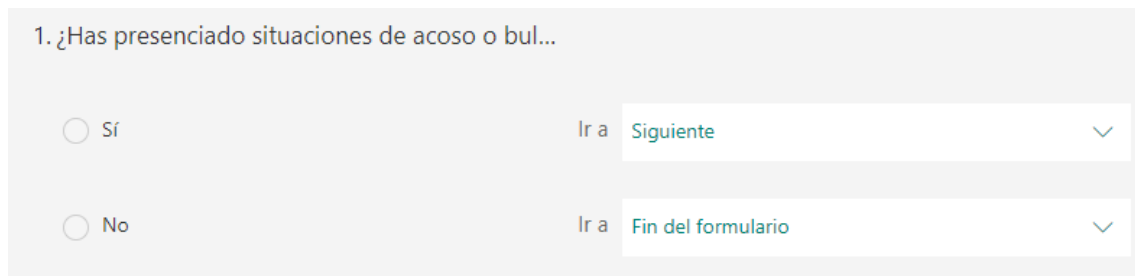 1. ¿Has presenciado situaciones de acoso o bul...
Sí Ir a Siguiente
No Ir a Fin del formulario